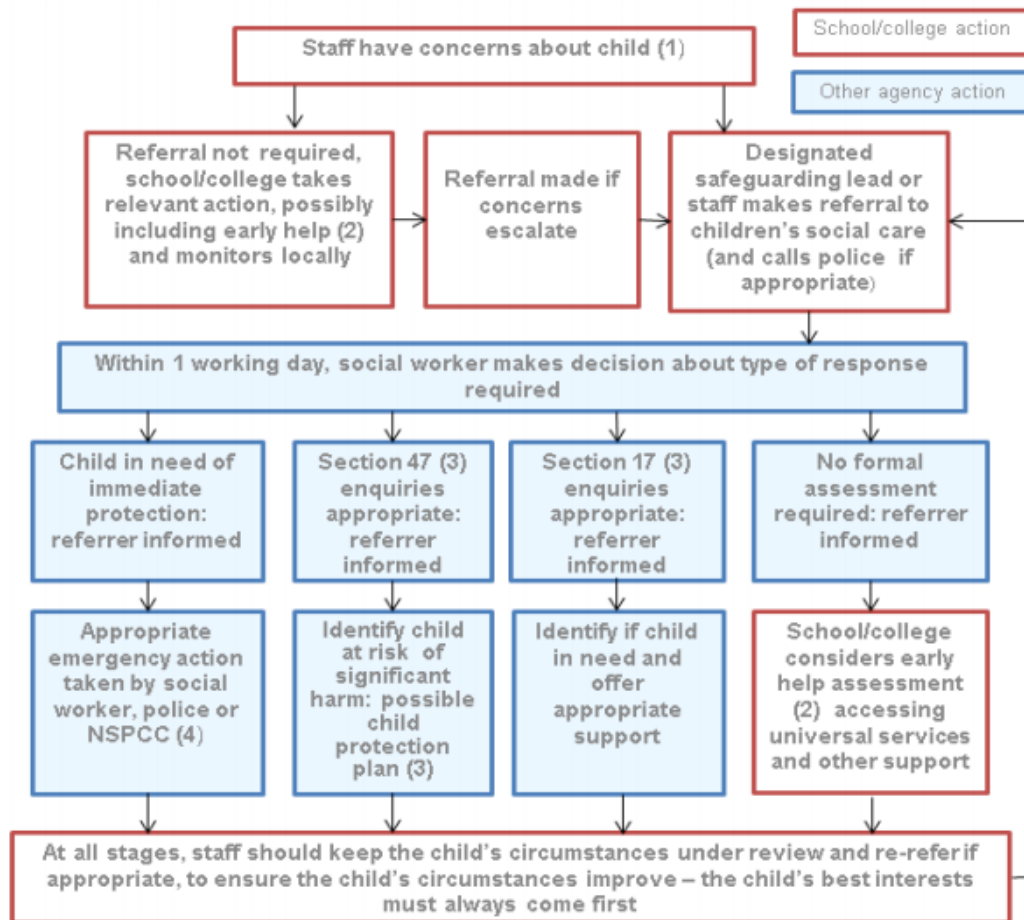 Staff have concerns about child (1)
School/college action
Other agency action
Referral not required,
school/college takes
relevant action, possibly
including early help (2)
and monitors locally
Referral made if
concerns
escalate
Designated
safeguarding lead or
staff makes referral to
children’s social care
(and calls police if
appropriate)
Within 1 working day, social worker makes decision about type of response
required
Child in need of
immediate
protection:
referrer informed
Section 47 (3)
enquiries
appropriate:
referrer
informed
Section 17 (3)
enquiries
appropriate:
referrer
informed
No formal
assessment
required: referrer
informed
Appropriate
emergency action
taken by social
worker, police or
NSPCC (4)
Identify child
at risk of
significant
harm: possible
child
protection
plan (3)
Identify if child
in need and
offer
appropriate
support
School/college
considers early
help assessment
(2) accessing
universal services
and other support
At all stages, staff should keep the child’s circumstances under review and re-refer if
appropriate, to ensure the child’s circumstances improve – the child’s best interests
must always come first